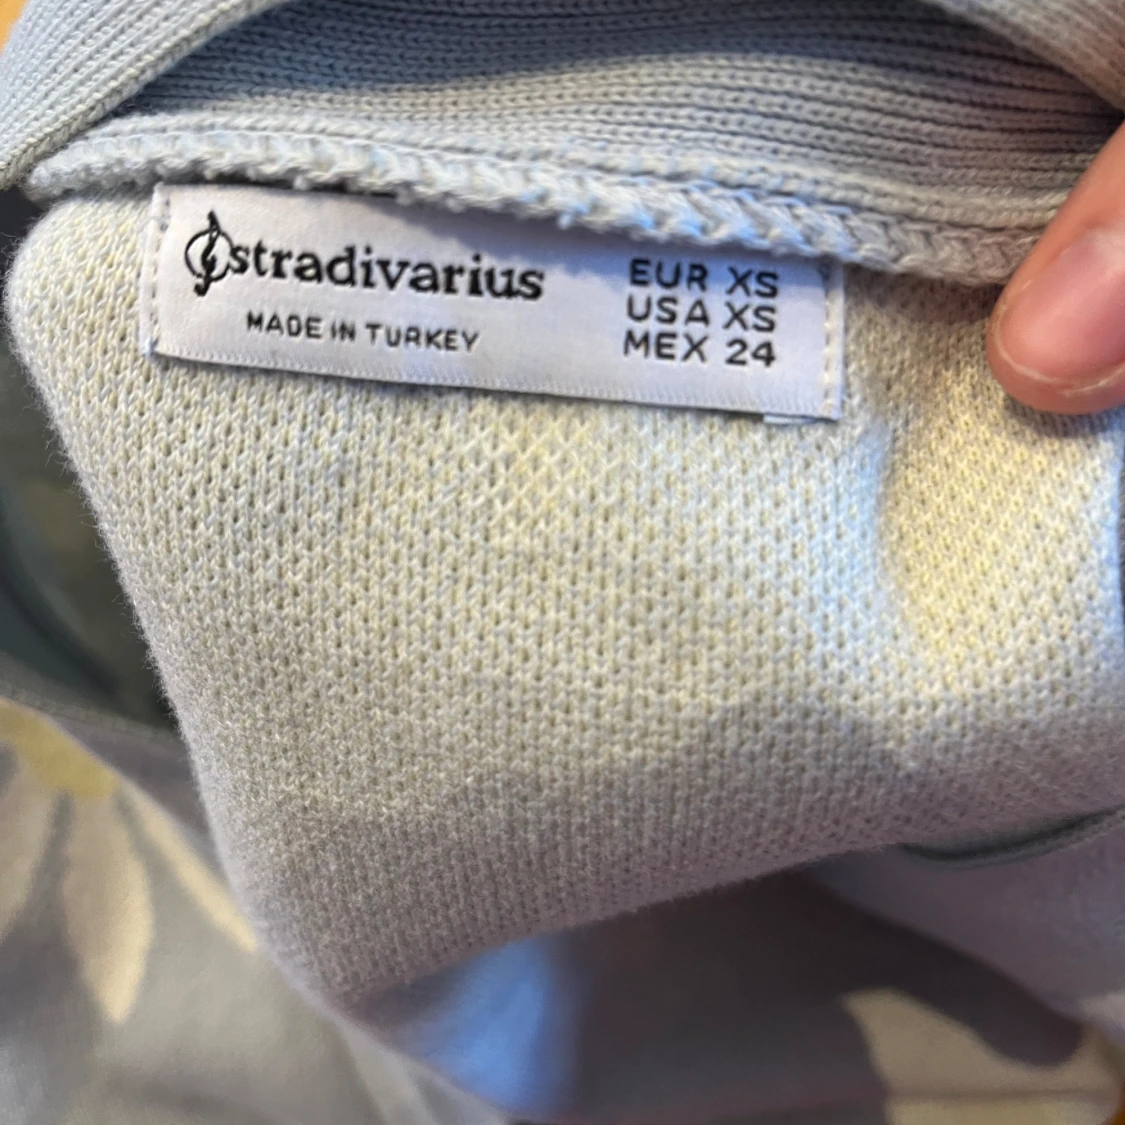 stradivarius
MADE IN TURKEY
EUR XS
USA XS
MEX 24